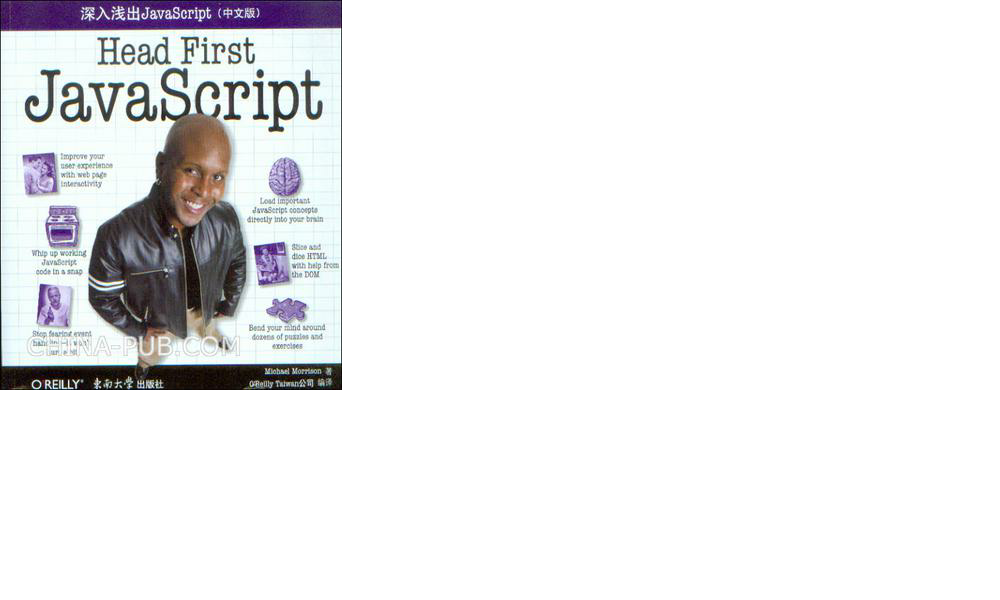 深入浅出JavaScript（中文版）
Head First
JavaScript
Improve your
user experience
with web page
interactivity
Load important
JavaScript concepts
directly into your brain
Whip up working
JavaScript
code in a snap
Slice and
dice HTML
with help from
the DOM
Stop fearing event
Bend your mind around
dozens of puzzles and
exercises
CHINA-PUB.COM
Michael Morrison 著
O'REILLY® 东南大学出版社
O'Reilly Taiwan公司 编译